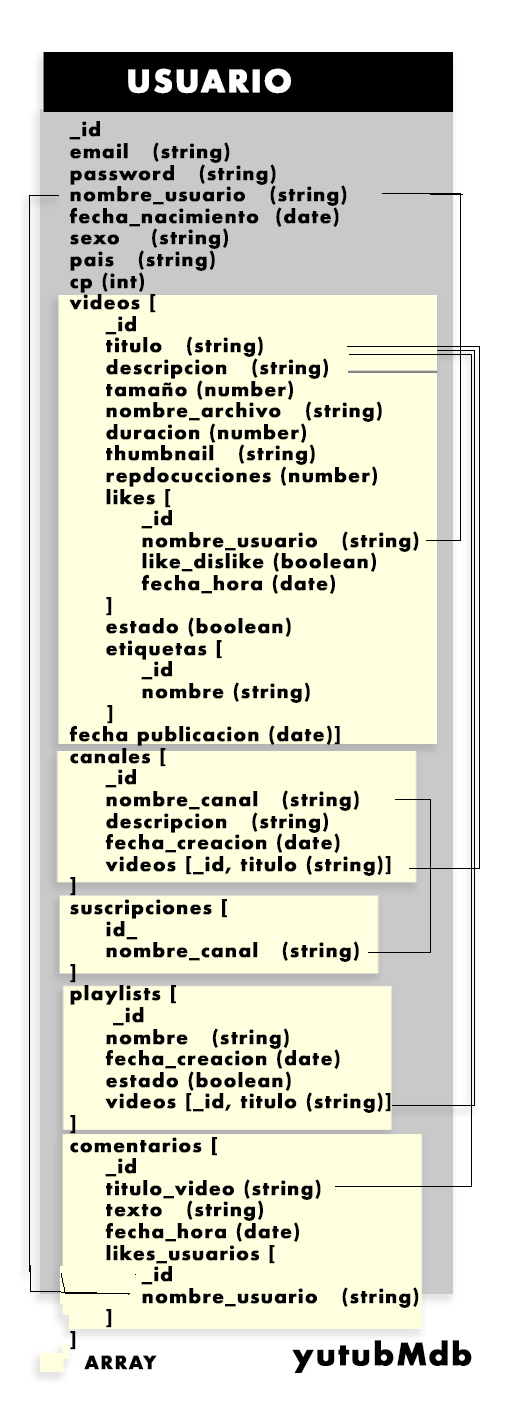 USUARIO
_id
email (string)
password (string)
nombre_usuario (string)
fecha_nacimiento (date)
sexo (string)
pais (string)
cp (int)
videos [
_id
titulo (string)
descripcion (string)
tamaño (number)
nombre_archivo (string)
duracion (number)
thumbnail (string)
repdocucciones (number)
likes [
_id
nombre_usuario (string)
like_dislike (boolean)
fecha_hora (date)
]
estado (boolean)
etiquetas [
_id
nombre (string)
]
fecha publicacion (date)]
canales [
_id
nombre_canal (string)
descripcion (string)
fecha_creacion (date)
videos [_id, titulo (string)]
]
suscripciones [
id_
nombre_canal (string)
]
playlists [
_id
nombre (string)
fecha_creacion (date)
estado (boolean)
videos [_id, titulo (string)]
]
comentarios [
_id
titulo_video (string)
texto (string)
fecha_hora (date)
likes_usuarios [
_id
nombre_usuario (string)
]
]
ARRAY
yutubMdb